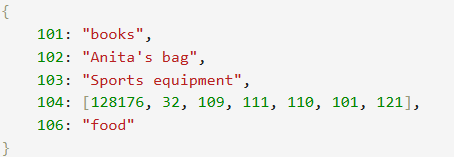 {
101: "books",
102: "Anita's bag",
103: "Sports equipment",
104: [128176, 32, 109, 111, 110, 101, 121],
106: "food"
}